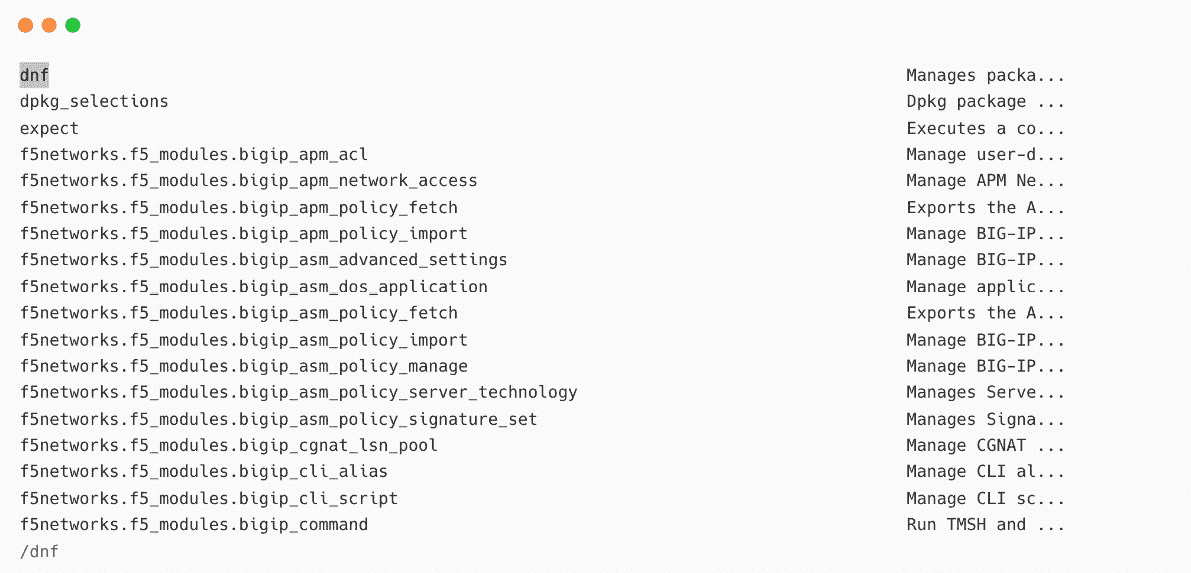 dnf Manages packa...
dpkg_selections Dpkg package ...
expect Executes a co...
f5networks.f5_modules.bigip_apm_acl Manage user-d...
f5networks.f5_modules.bigip_apm_network_access Manage APM Ne...
f5networks.f5_modules.bigip_apm_policy_fetch Exports the A...
f5networks.f5_modules.bigip_apm_policy_import Manage BIG-IP...
f5networks.f5_modules.bigip_asm_advanced_settings Manage BIG-IP...
f5networks.f5_modules.bigip_asm_dos_application Manage applic...
f5networks.f5_modules.bigip_asm_policy_fetch Exports the A...
f5networks.f5_modules.bigip_asm_policy_import Manage BIG-IP...
f5networks.f5_modules.bigip_asm_policy_manage Manage BIG-IP...
f5networks.f5_modules.bigip_asm_policy_server_technology Manages Serve...
f5networks.f5_modules.bigip_asm_policy_signature_set Manages Signa...
f5networks.f5_modules.bigip_cgnat_lsn_pool Manage CGNAT ...
f5networks.f5_modules.bigip_cli_alias Manage CLI al...
f5networks.f5_modules.bigip_cli_script Manage CLI sc...
f5networks.f5_modules.bigip_command Run TMSH and ...
/dnf